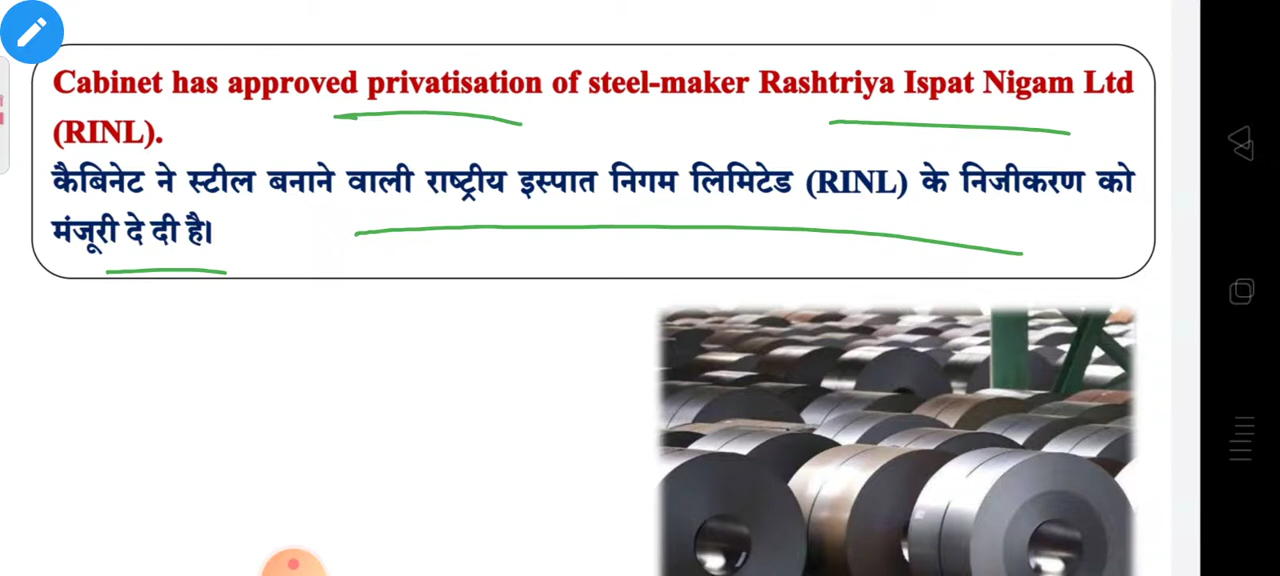 Cabinet has approved privatisation of steel-maker Rashtriya Ispat Nigam Ltd
(RINL).
कैबिनेट ने स्टील बनाने वाली राष्ट्रीय इस्पात निगम लिमिटेड (RINL) के निजीकरण को
मंजूरी दे दी है।